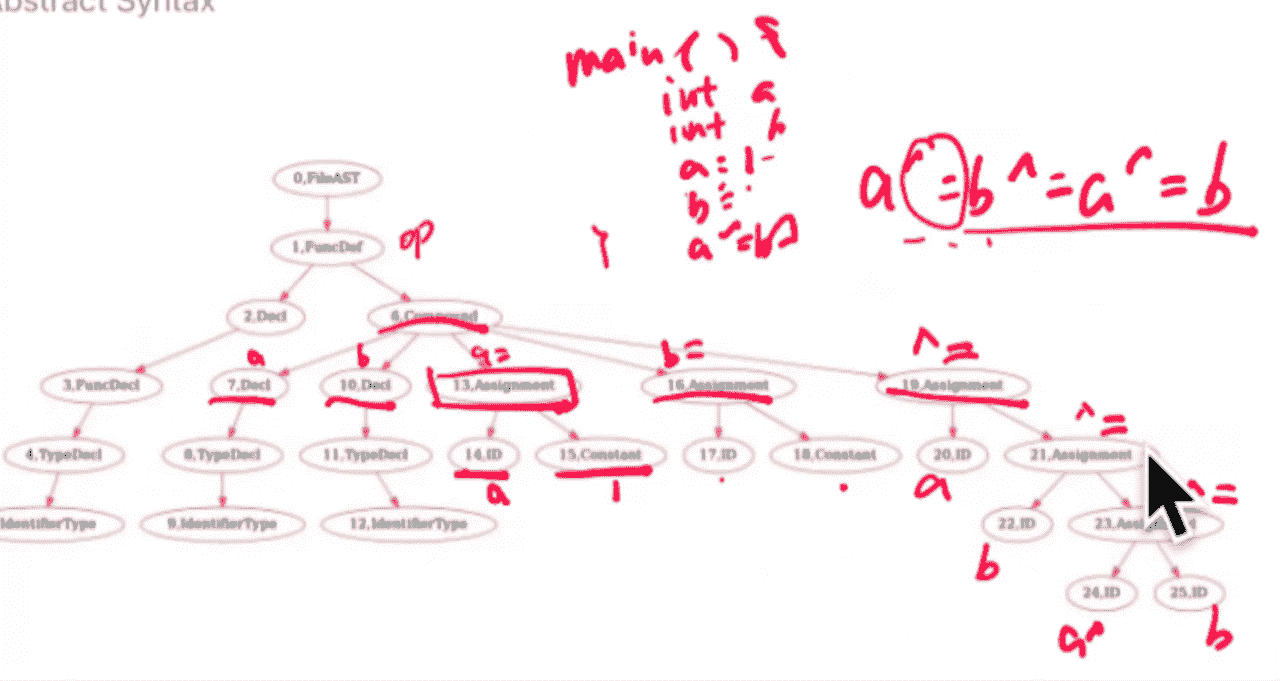 Abstract Syntax
main ( ) {
int a
int b
a = 1
b =
a ^= b
}
a ^= b ^= a ^= b
0,FileAST
1,FuncDef op
2,Decl 6,Compound
a b a= b= ^=
3,FuncDecl 7,Decl 10,Decl 13,Assignment 16,Assignment 19,Assignment
^=
4,TypeDecl 8,TypeDecl 11,TypeDecl 14,ID 15,Constant 17,ID 18,Constant 20,ID 21,Assignment
a 1 a
^=
IdentifierType 9,IdentifierType 12,IdentifierType 22,ID 23,Assignment
b
24,ID 25,ID
a^ b